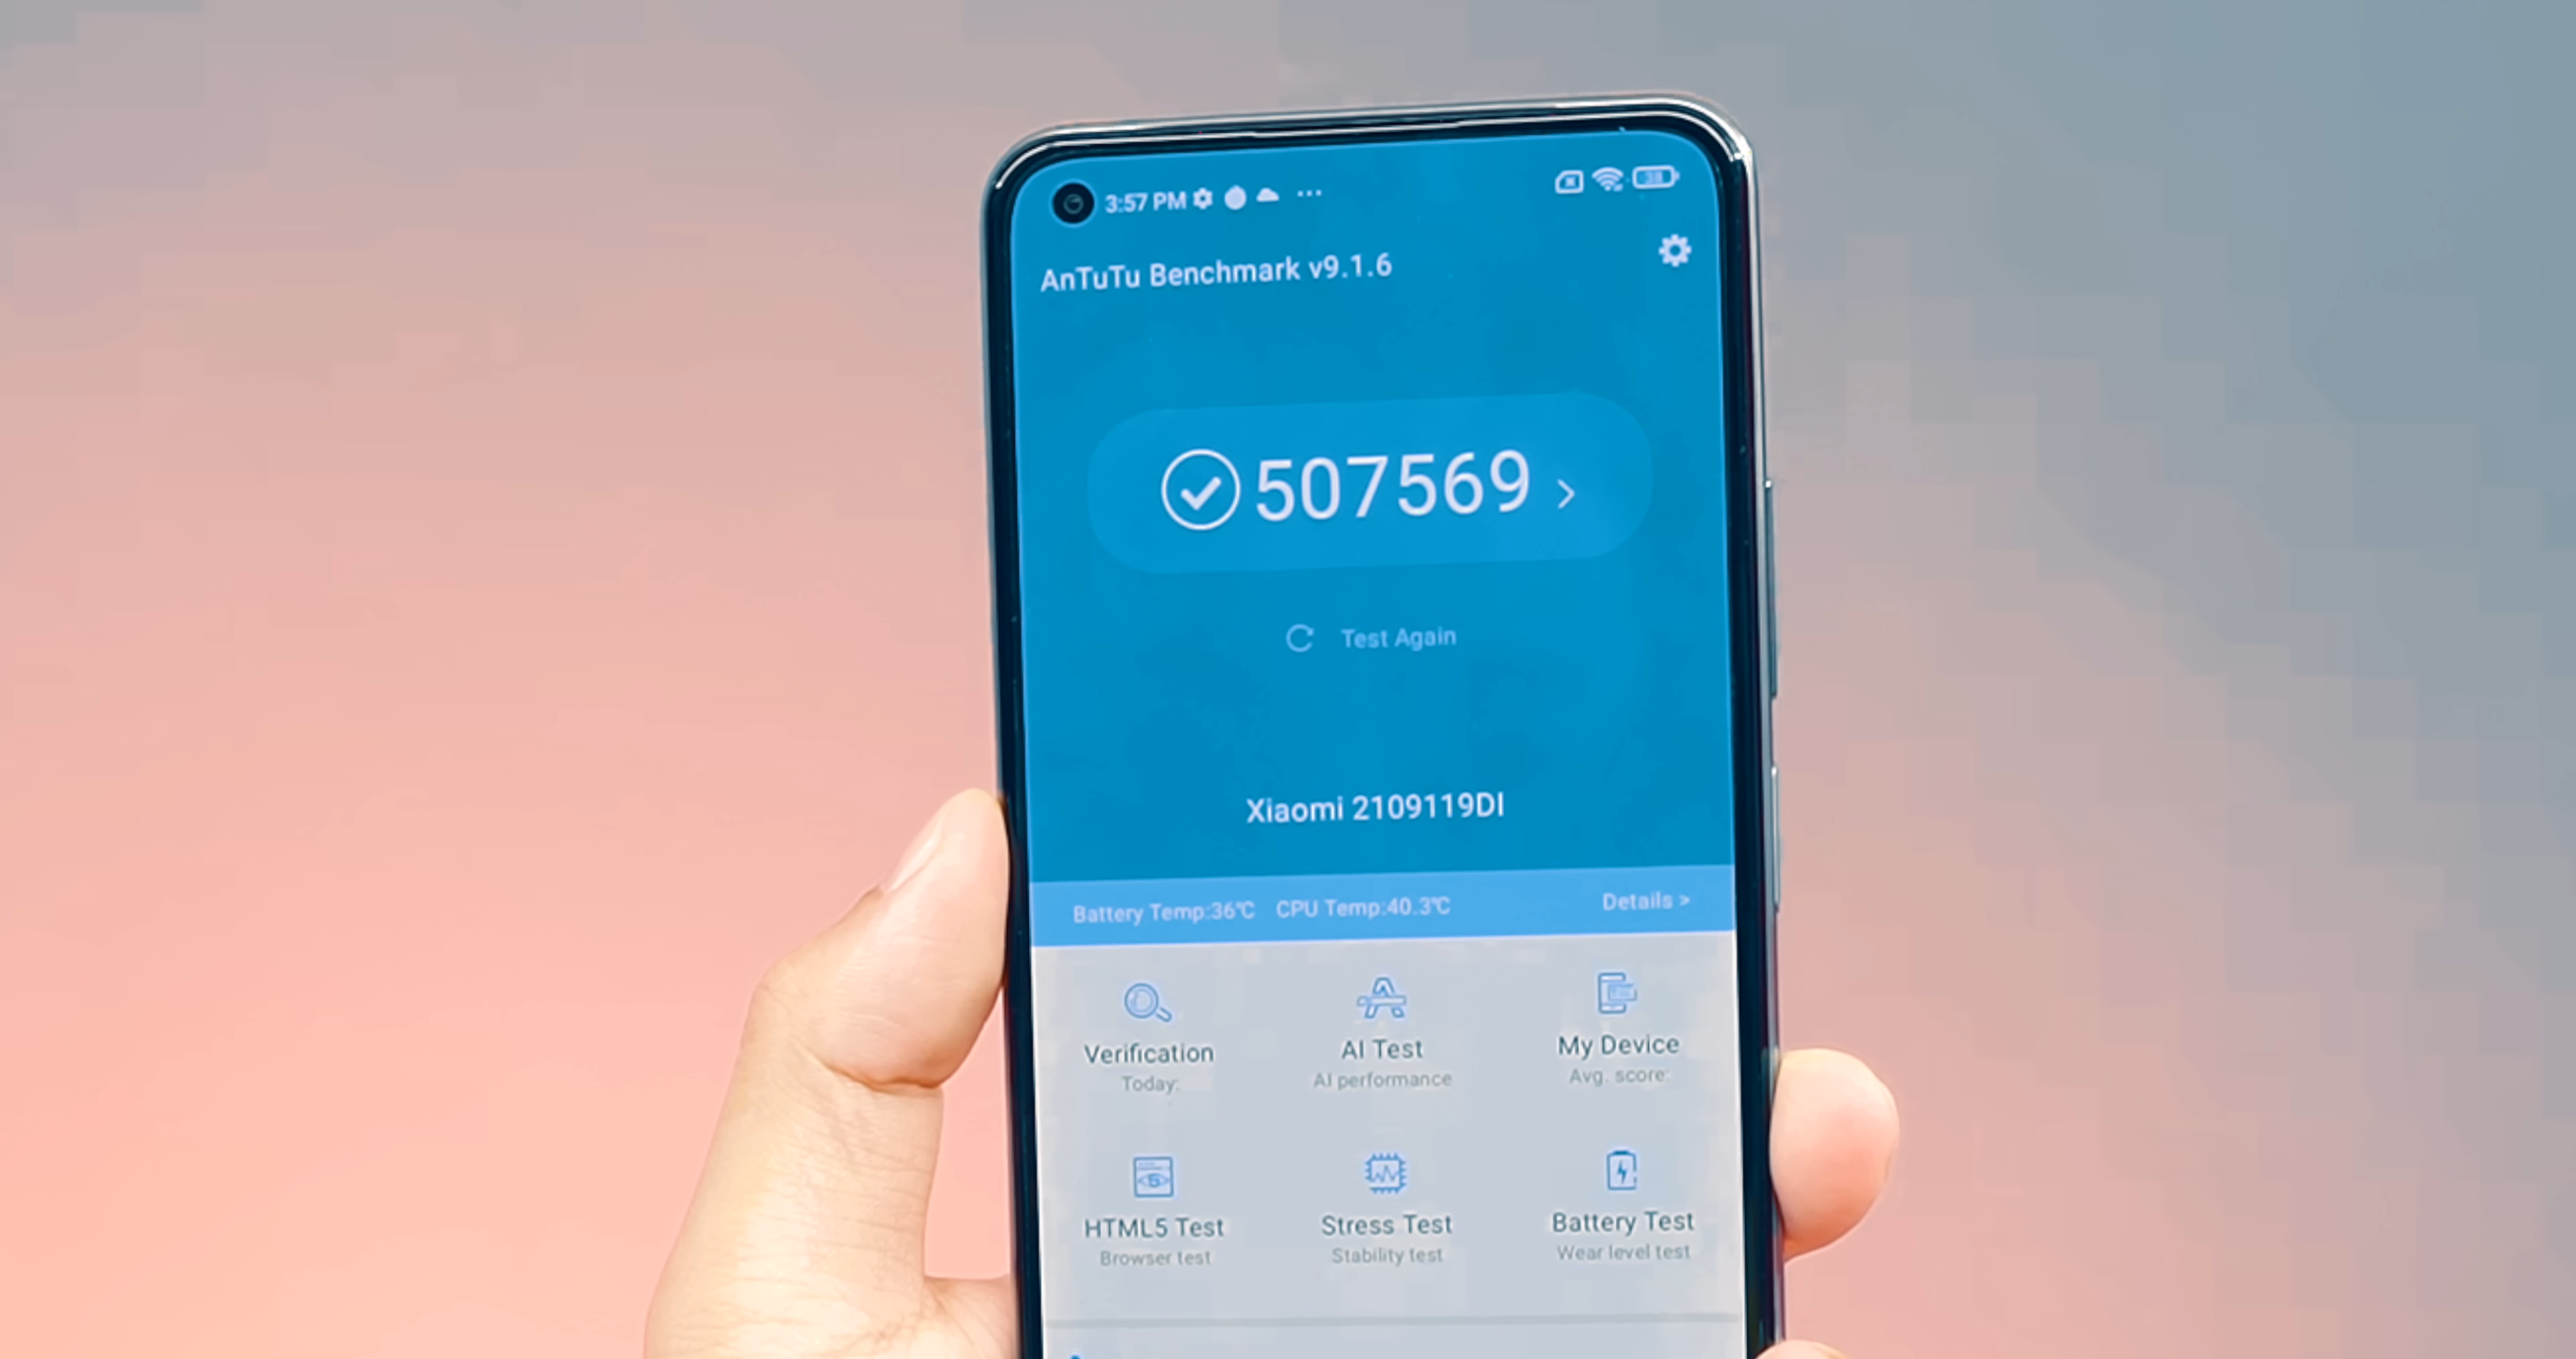 3:57 PM
38
AnTuTu Benchmark v9.1.6
507569 >
Test Again
Xiaomi 2109119DI
Battery Temp:36℃ CPU Temp:40.3℃ Details >
Verification AI Test My Device
Today: AI performance Avg. score:
HTML5 Test Stress Test Battery Test
Browser test Stability test Wear level test